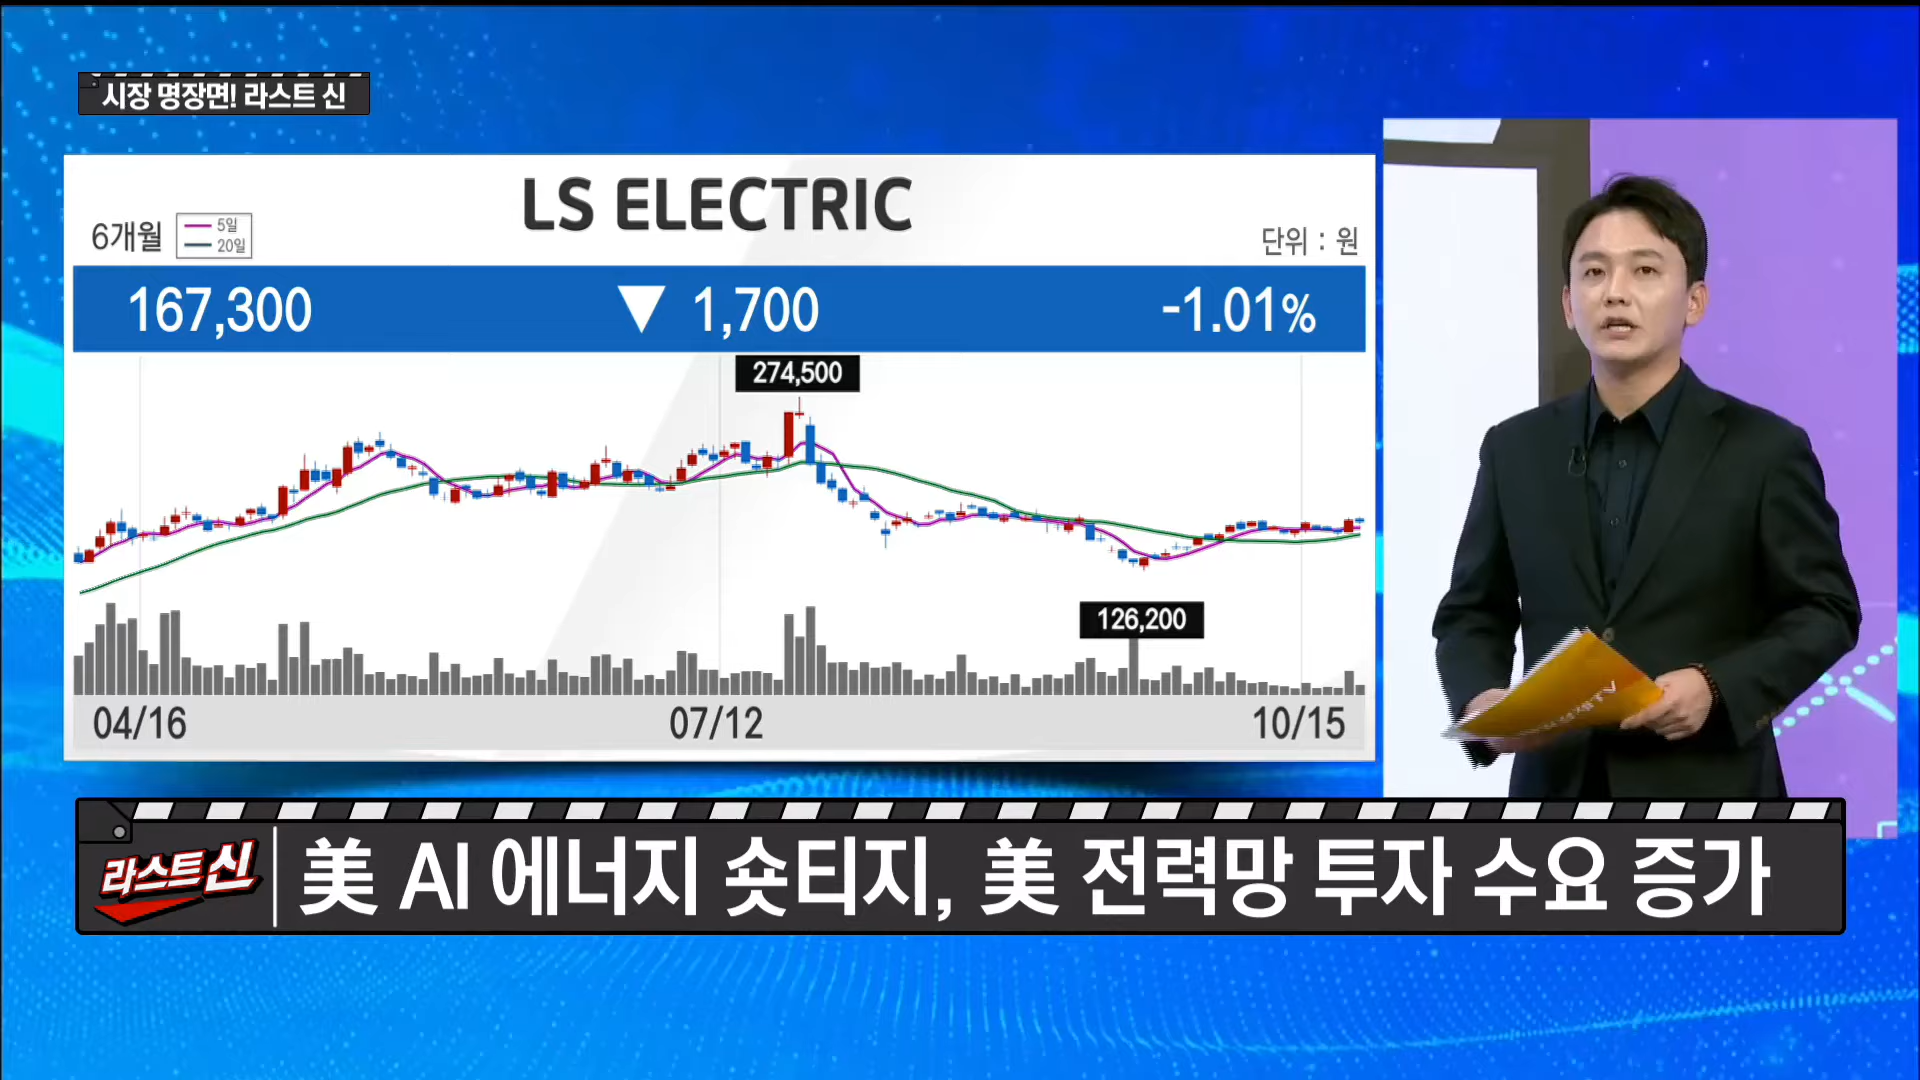 시장 명장면! 라스트 신
LS ELECTRIC
6개월
5일
20일
단위 : 원
167,300 ▼ 1,700 -1.01%
274,500
126,200
04/16 07/12 10/15
라스트신
美 AI 에너지 숏티지, 美 전력망 투자 수요 증가